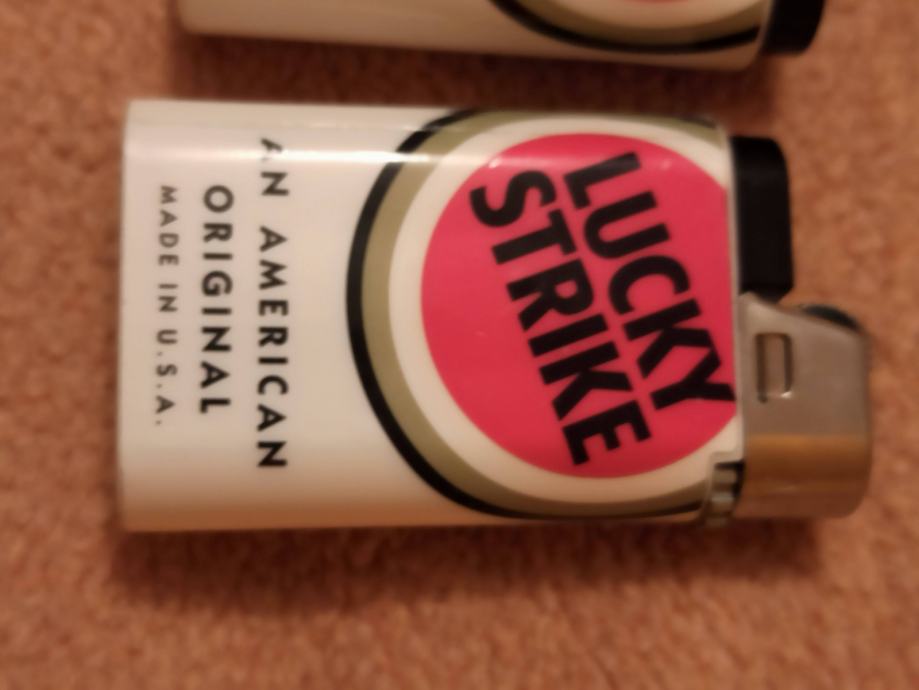 LUCKY
STRIKE
AN AMERICAN
ORIGINAL
MADE IN U.S.A.